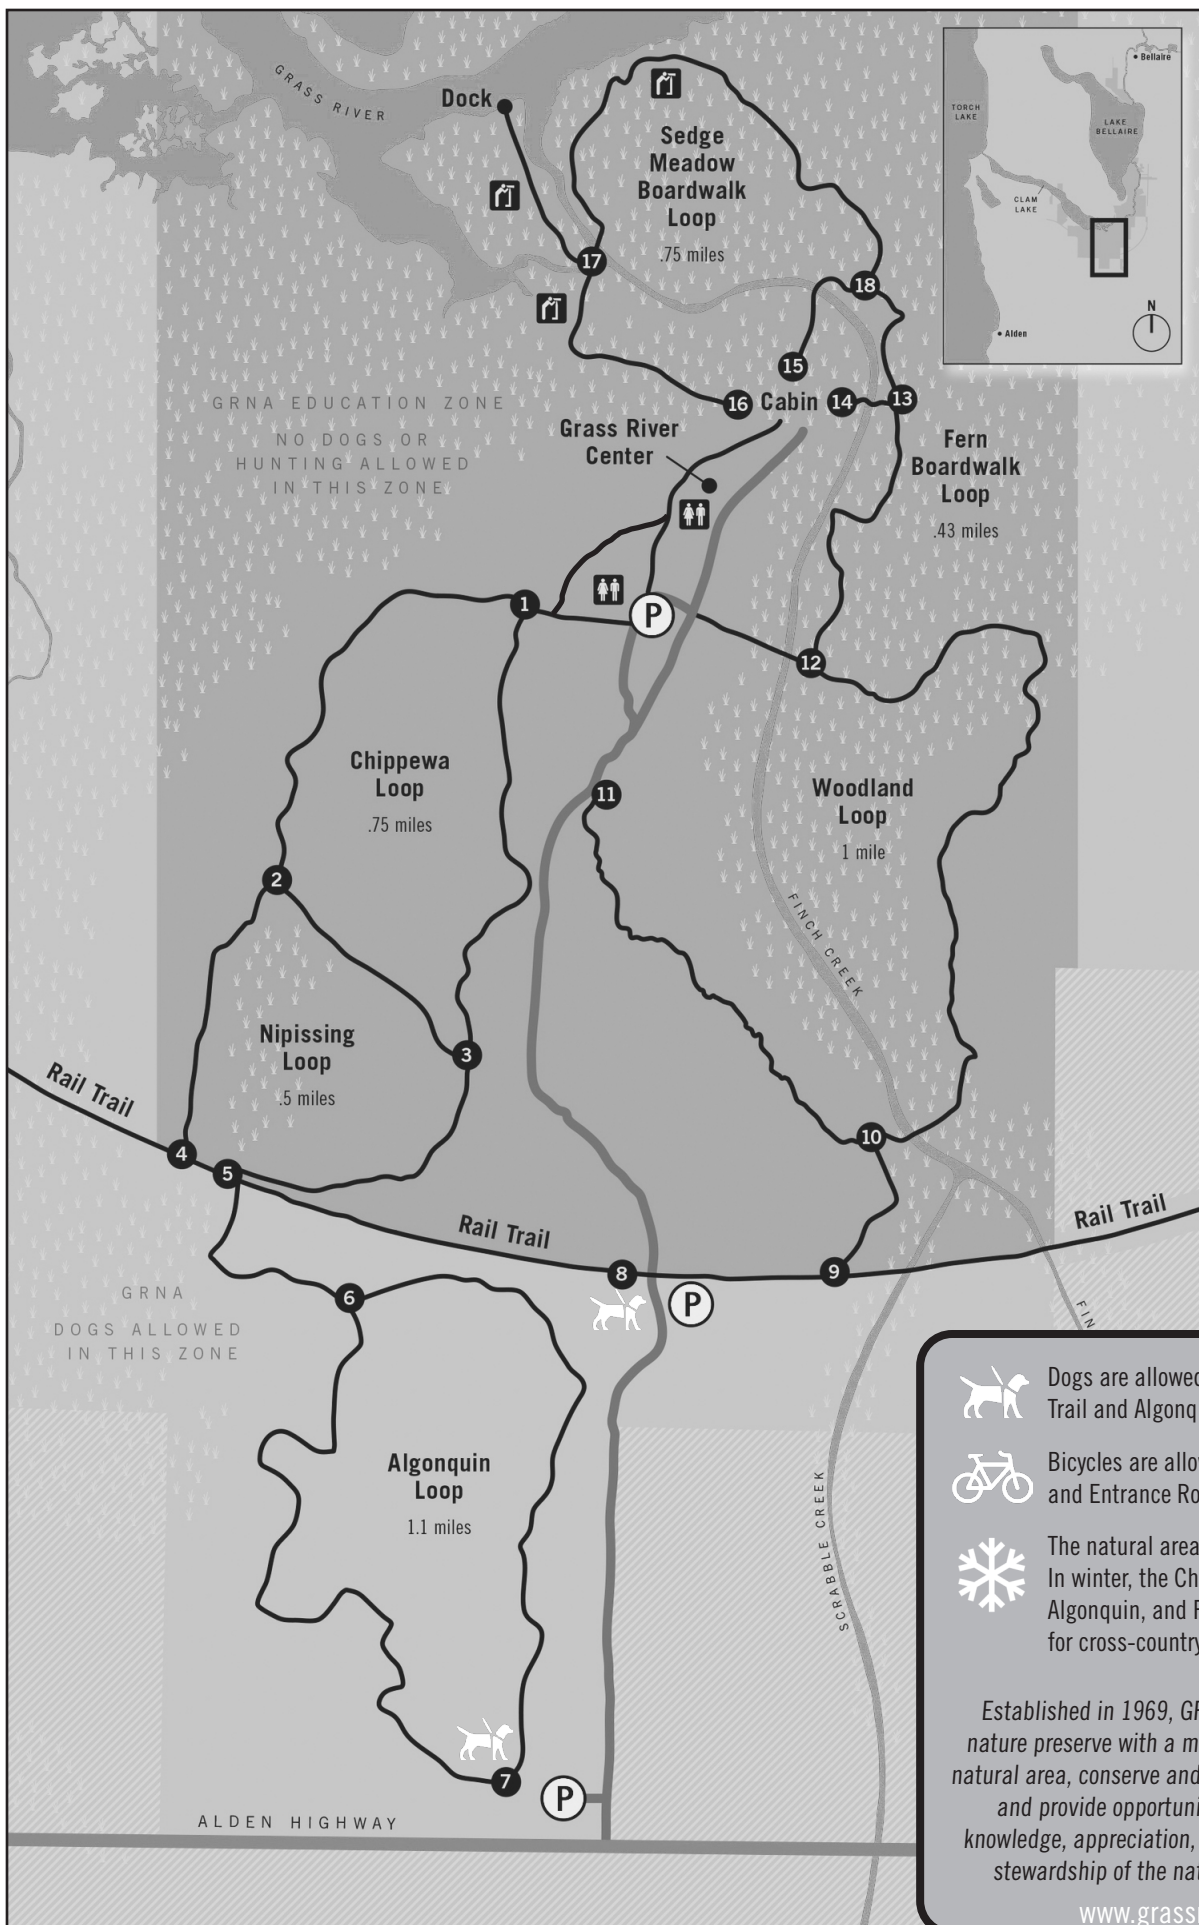 GRASS RIVER
Dock
Sedge
Meadow
Boardwalk
Loop
.75 miles
Bellaire
TORCH
LAKE
LAKE
BELLAIRE
CLAM
LAKE
N
Alden
17
18
15
16
Cabin
14
13
GRNA EDUCATION ZONE
NO DOGS OR
HUNTING ALLOWED
IN THIS ZONE
Grass River
Center
Fern
Boardwalk
Loop
.43 miles
1
P
12
Chippewa
Loop
.75 miles
11
Woodland
Loop
1 mile
2
FINCH CREEK
Nipissing
Loop
.5 miles
3
Rail Trail
4
5
10
Rail Trail
Rail Trail
8
9
P
6
GRNA
DOGS ALLOWED
IN THIS ZONE
FIN
Algonquin
Loop
1.1 miles
SCRABBLE CREEK
7
P
ALDEN HIGHWAY
Dogs are allowed
Trail and Algonq
Bicycles are allo
and Entrance Ro
The natural area
In winter, the Ch
Algonquin, and
for cross-country
Established in 1969,
nature preserve with a m
natural area, conserve and
and provide opportuni
knowledge, appreciation,
stewardship of the nat
www.grass